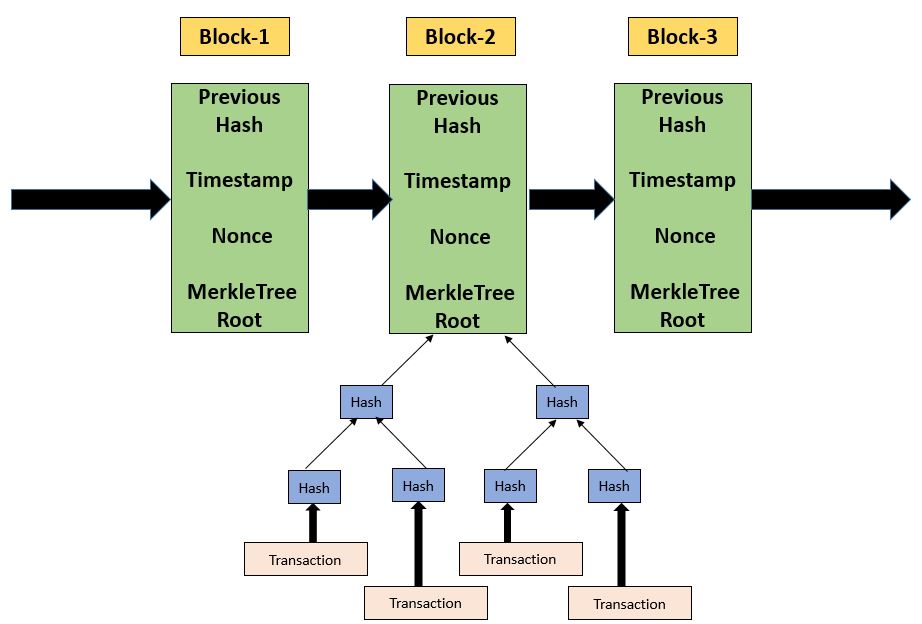 Block-1
Block-2
Block-3
Previous
Hash
Timestamp
Nonce
MerkleTree
Root
Previous
Hash
Timestamp
Nonce
MerkleTree
Root
Previous
Hash
Timestamp
Nonce
MerkleTree
Root
Hash
Hash
Hash
Hash
Hash
Hash
Transaction
Transaction
Transaction
Transaction